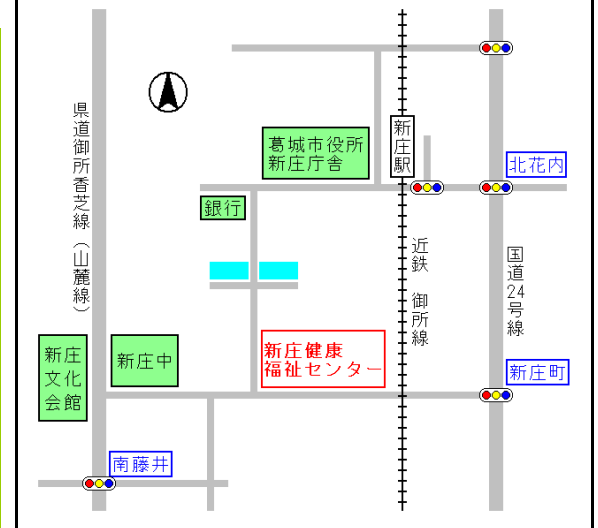 県道御所香芝線（山麓線）
葛城市役所
新庄庁舎
新庄駅
北花内
銀行
近鉄 御所線
国道24号線
新庄健康
福祉センター
新庄
文化
会館
新庄中
新庄町
南藤井